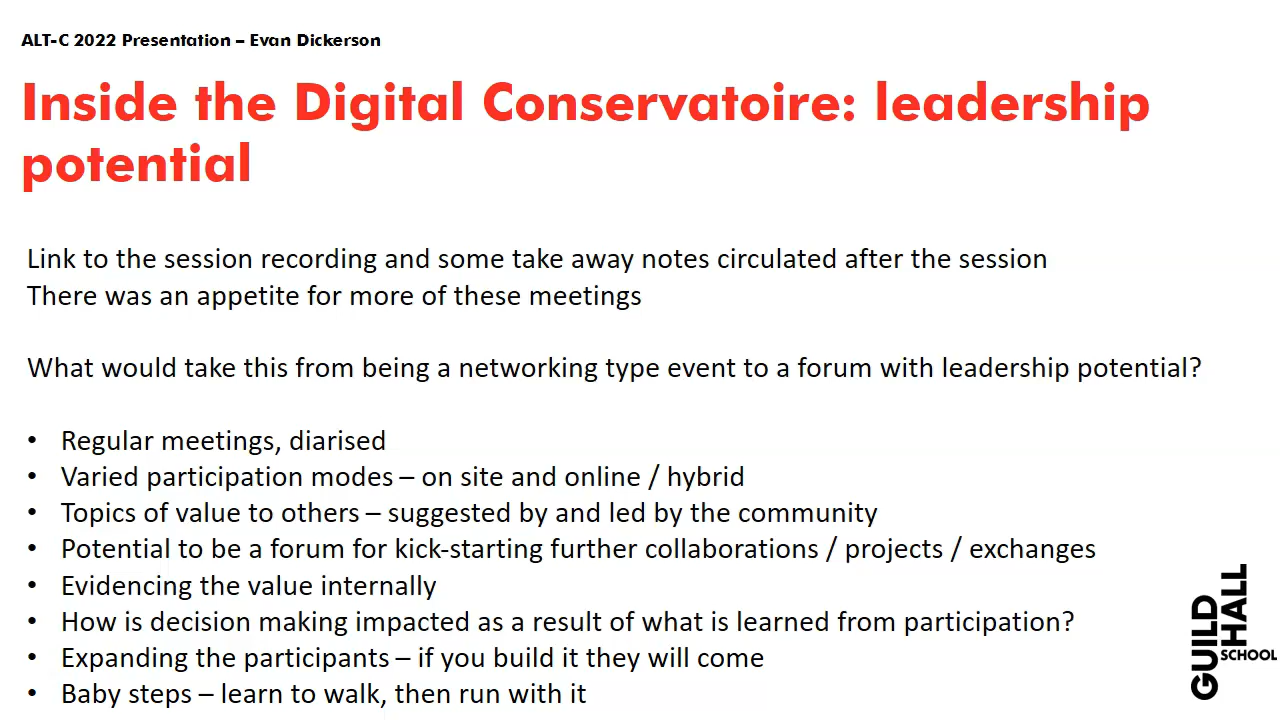 ALT-C 2022 Presentation – Evan Dickerson
Inside the Digital Conservatoire: leadership
potential
Link to the session recording and some take away notes circulated after the session
There was an appetite for more of these meetings
What would take this from being a networking type event to a forum with leadership potential?
• Regular meetings, diarised
• Varied participation modes – on site and online / hybrid
• Topics of value to others – suggested by and led by the community
• Potential to be a forum for kick-starting further collaborations / projects / exchanges
• Evidencing the value internally
• How is decision making impacted as a result of what is learned from participation?
• Expanding the participants – if you build it they will come
• Baby steps – learn to walk, then run with it
GUILD
HALL
SCHOOL